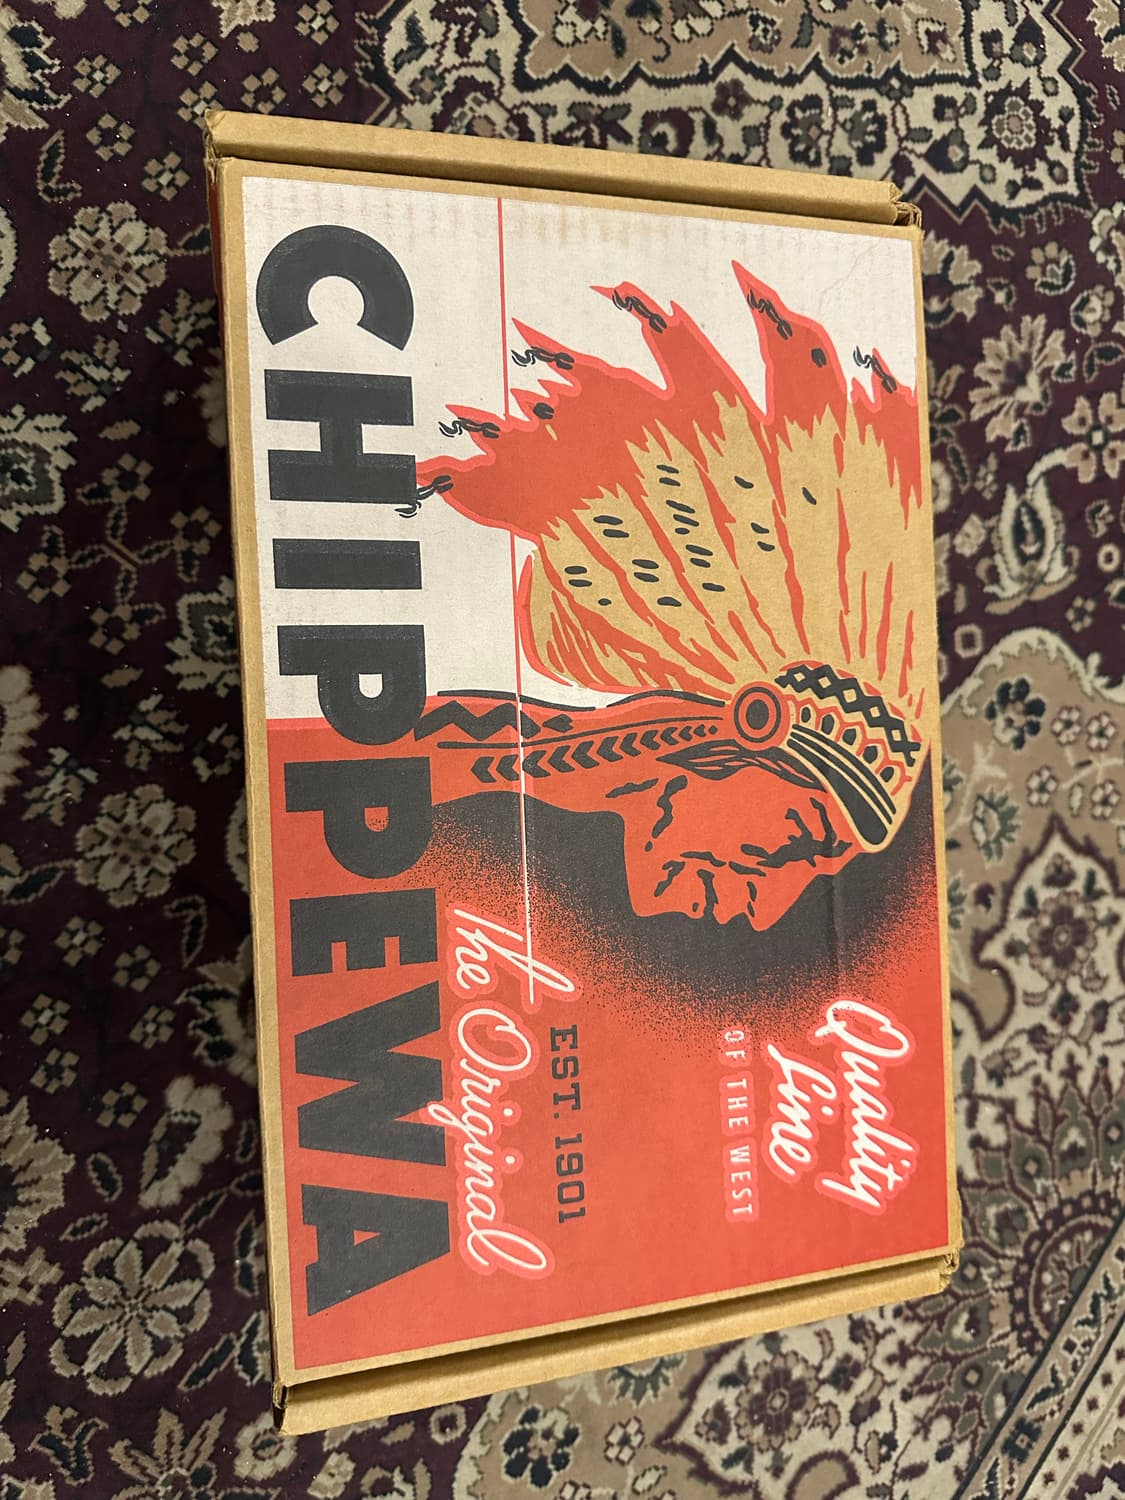 Quality
Line
OF THE WEST
EST. 1901
The Original
CHIPPEWA